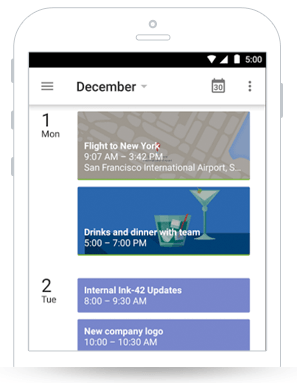 5:00
December
30
1
Mon
Flight to New York
9:07 AM – 3:42 PM...
San Francisco International Airport, S...
Drinks and dinner with team
5:00 – 7:00 PM
2
Tue
Internal Ink-42 Updates
8:00 – 9:30 AM
New company logo
10:00 – 10:30 AM